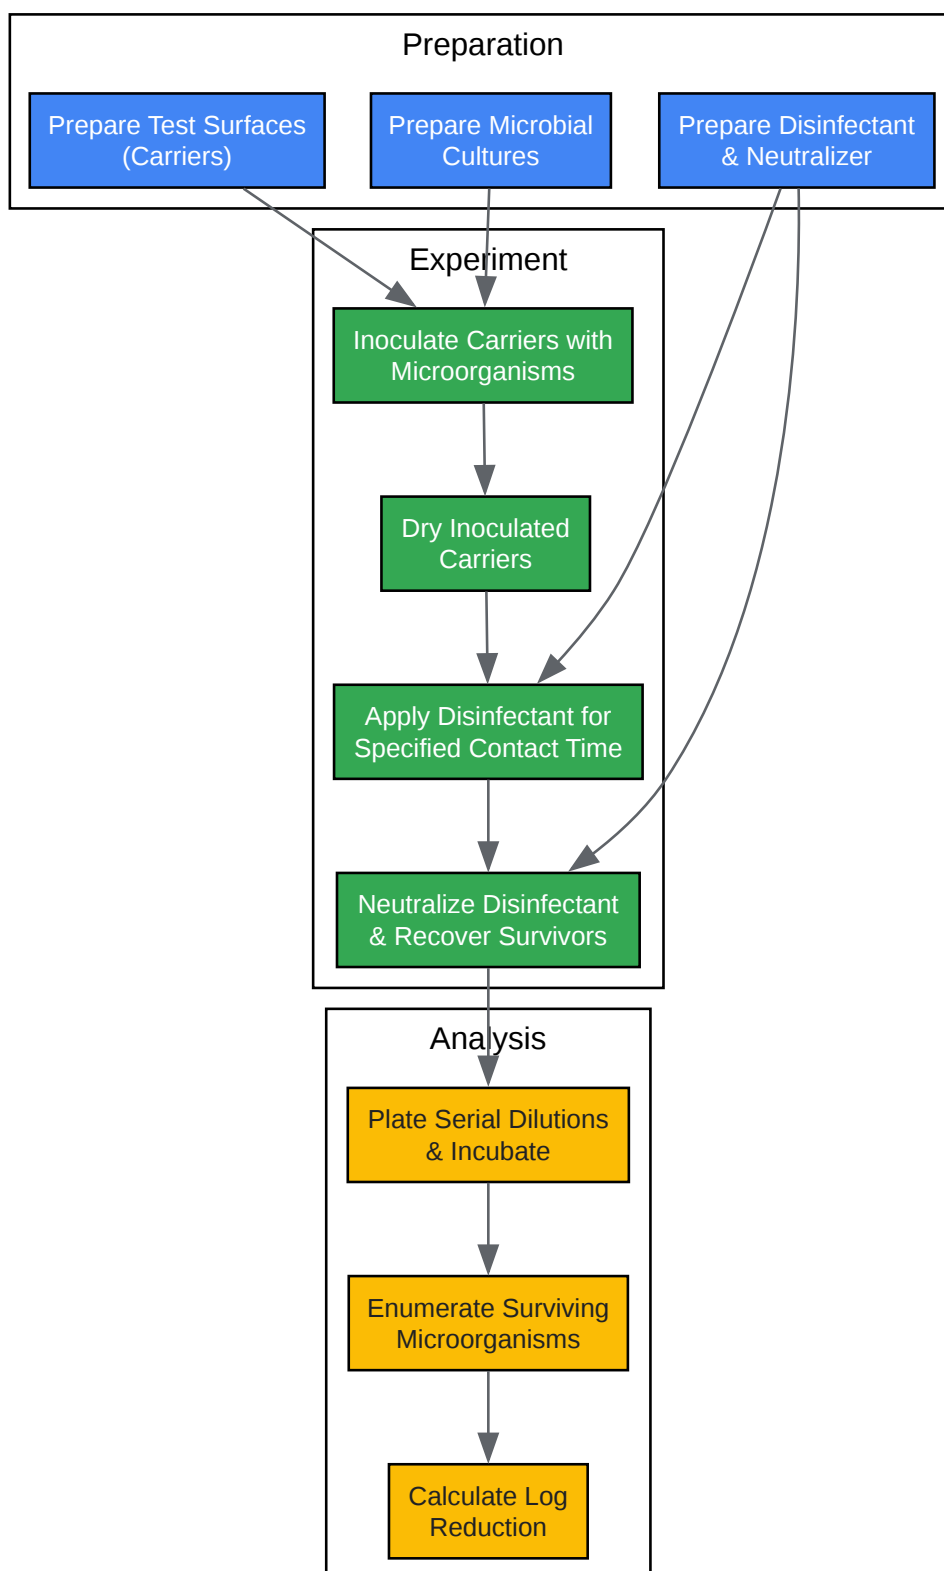 Preparation
Prepare Test Surfaces
(Carriers)
Prepare Microbial
Cultures
Prepare Disinfectant
& Neutralizer
Experiment
Inoculate Carriers with
Microorganisms
Dry Inoculated
Carriers
Apply Disinfectant for
Specified Contact Time
Neutralize Disinfectant
& Recover Survivors
Analysis
Plate Serial Dilutions
& Incubate
Enumerate Surviving
Microorganisms
Calculate Log
Reduction